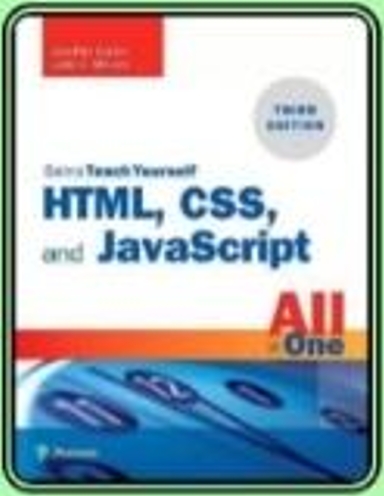 THIRD
EDITION
Sams Teach Yourself
HTML, CSS,
and JavaScript
All
in One
Pearson